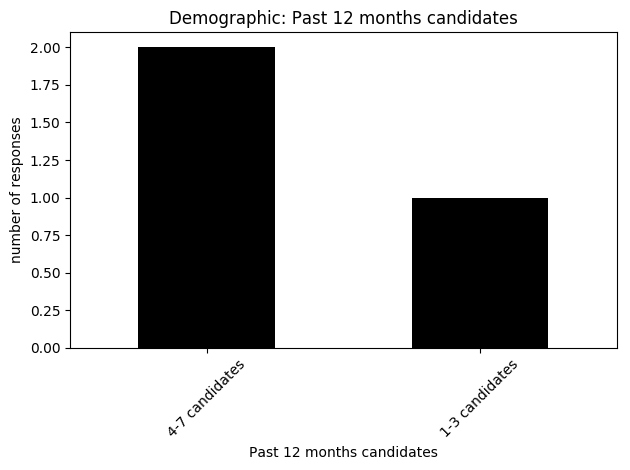 Demographic: Past 12 months candidates
number of responses
2.00
1.75
1.50
1.25
1.00
0.75
0.50
0.25
0.00
4-7 candidates
1-3 candidates
Past 12 months candidates